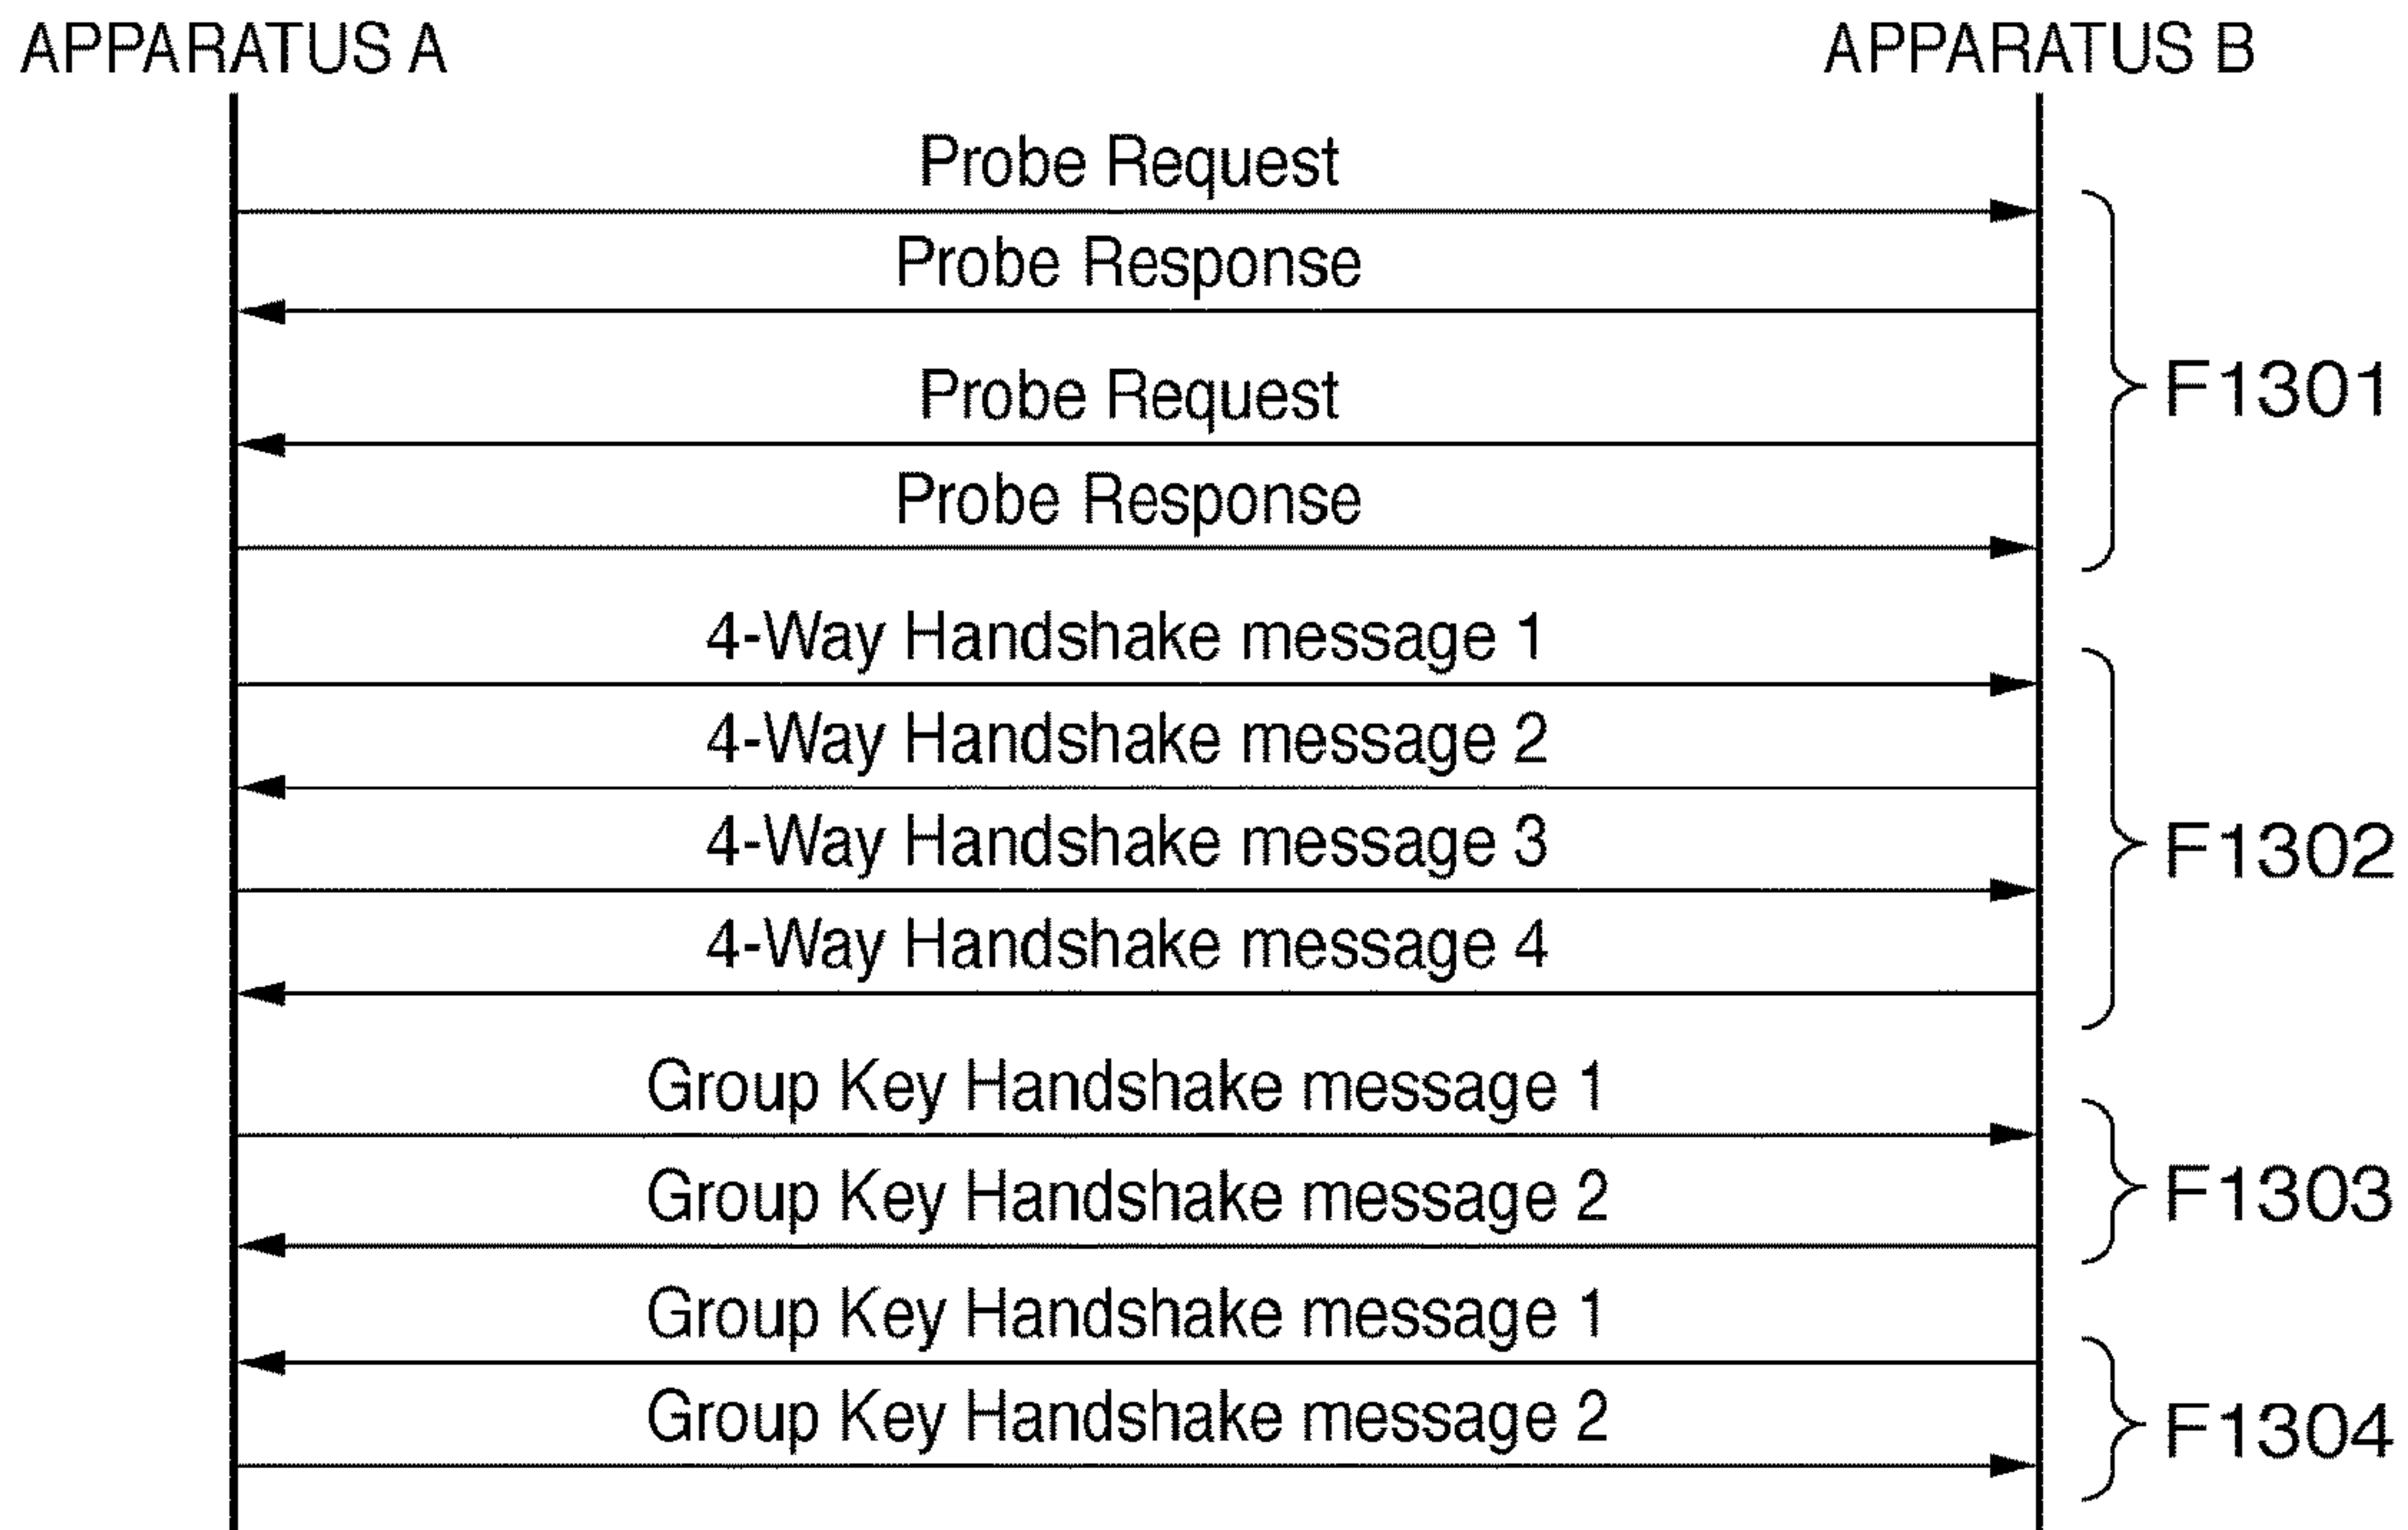 APPARATUS A
APPARATUS B
Probe Request
Probe Response
Probe Request
F1301
Probe Response
4-Way Handshake message 1
4-Way Handshake message 2
4-Way Handshake message 3
F1302
4-Way Handshake message 4
Group Key Handshake message 1
Group Key Handshake message 2
F1303
Group Key Handshake message 1
Group Key Handshake message 2
F1304